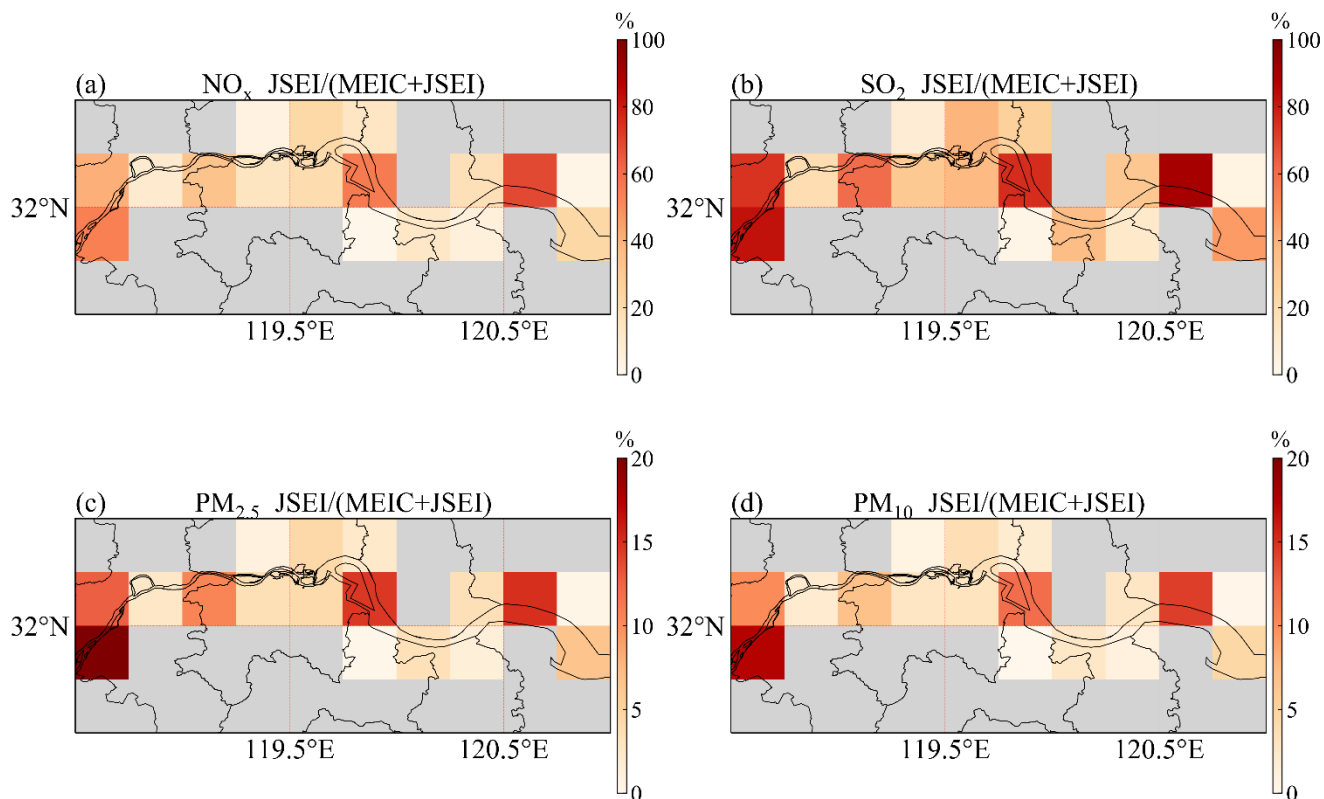 %
100
(a) NOx JSEI/(MEIC+JSEI)
80
60
32°N
40
20
119.5°E 120.5°E
0
%
100
(b) SO2 JSEI/(MEIC+JSEI)
80
60
32°N
40
20
119.5°E 120.5°E
0
%
20
(c) PM2.5 JSEI/(MEIC+JSEI)
15
32°N
10
5
119.5°E 120.5°E
0
%
20
(d) PM10 JSEI/(MEIC+JSEI)
15
32°N
10
5
119.5°E 120.5°E
0